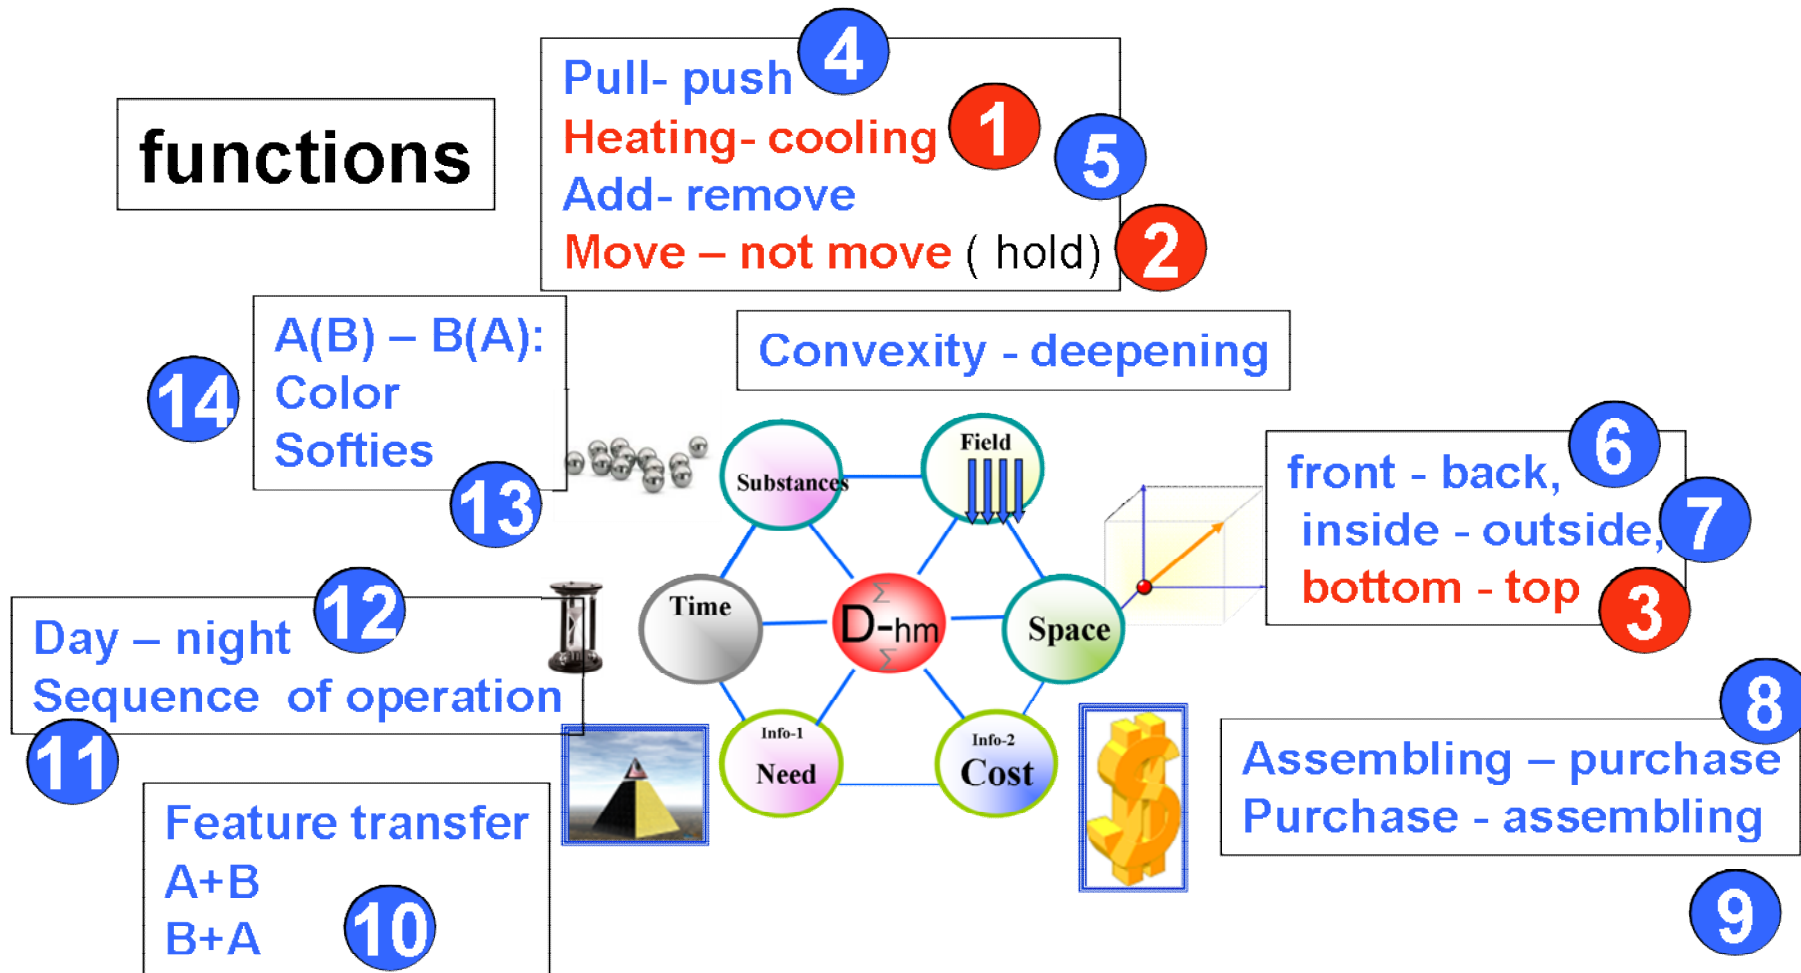 functions
4
Pull- push
Heating- cooling
1
5
Add- remove
Move – not move ( hold)
2
A(B) – B(A):
Color
Softies
14
13
Convexity - deepening
Substances
Field
front - back,
6
inside - outside,
7
bottom - top
3
Time
Σ
D-hm
Σ
Space
Day – night
12
Sequence of operation
11
Info-1
Need
Info-2
Cost
8
Assembling – purchase
Purchase - assembling
9
Feature transfer
A+B
B+A
10